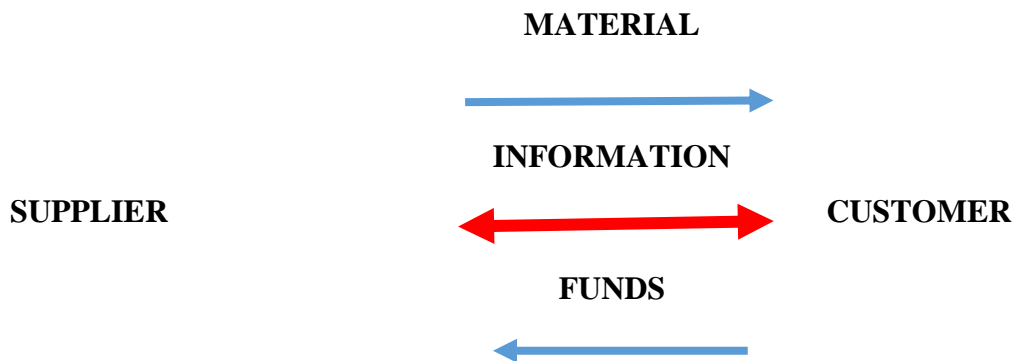 MATERIAL
INFORMATION
SUPPLIER
CUSTOMER
FUNDS